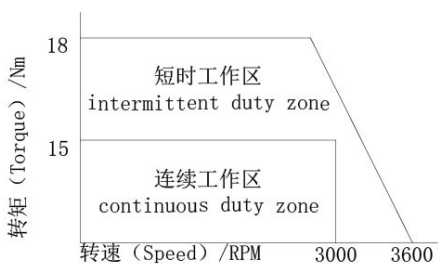 转矩（Torque）/Nm
18
短时工作区
intermittent duty zone
15
连续工作区
continuous duty zone
转速（Speed）/RPM
3000
3600